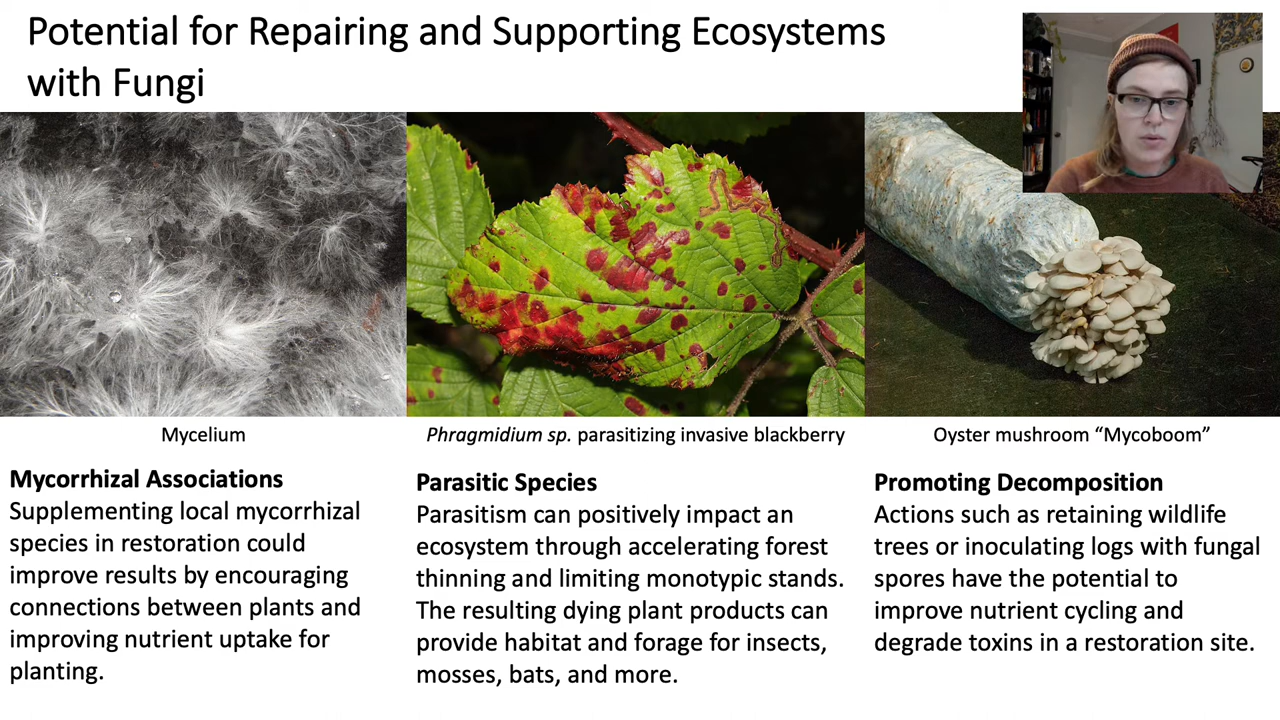 Potential for Repairing and Supporting Ecosystems
with Fungi
Mycelium
Phragmidium sp. parasitizing invasive blackberry
Oyster mushroom “Mycoboom”
Mycorrhizal Associations
Supplementing local mycorrhizal
species in restoration could
improve results by encouraging
connections between plants and
improving nutrient uptake for
planting.
Parasitic Species
Parasitism can positively impact an
ecosystem through accelerating forest
thinning and limiting monotypic stands.
The resulting dying plant products can
provide habitat and forage for insects,
mosses, bats, and more.
Promoting Decomposition
Actions such as retaining wildlife
trees or inoculating logs with fungal
spores have the potential to
improve nutrient cycling and
degrade toxins in a restoration site.